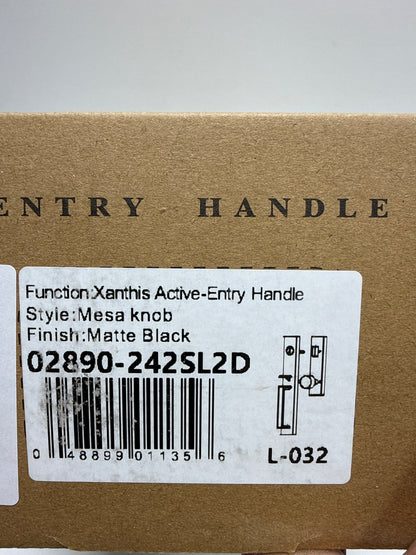 ENTRY HANDLE
Function:Xanthis Active-Entry Handle
Style:Mesa knob
Finish:Matte Black
02890-242SL2D
0 48899 01135 6
L-032